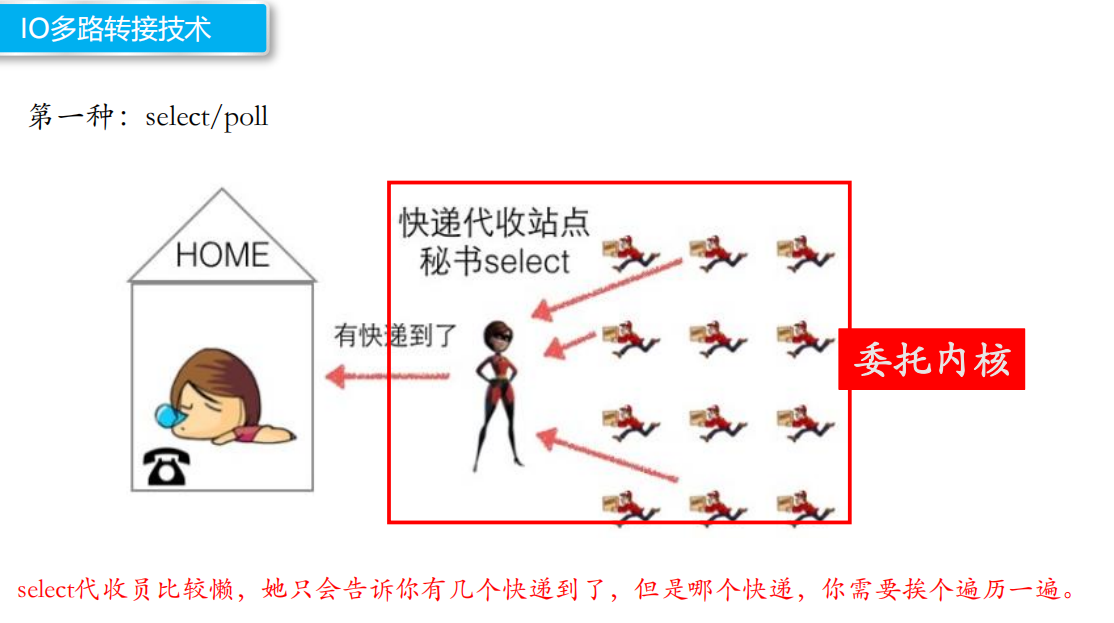 IO多路转接技术
第一种：select/poll
快递代收站点
秘书select
HOME
有快递到了
委托内核
select代收员比较懒，她只会告诉你有几个快递到了，但是哪个快递，你需要挨个遍历一遍。